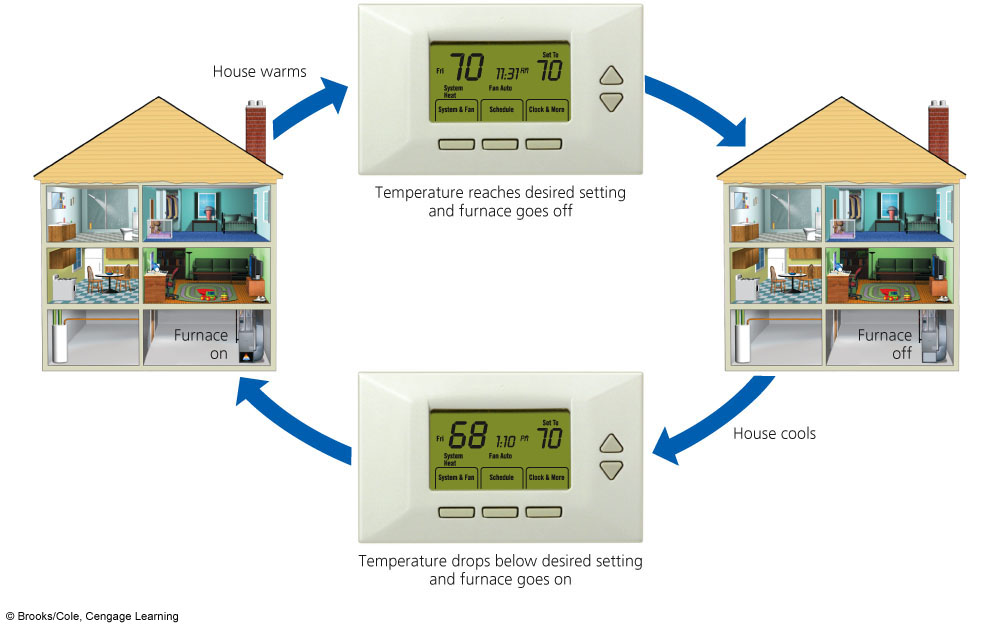 House warms
Fri 70 11:31 AM Set To 70
System Heat
Fan Auto
System & Fan
Schedule
Clock & More
Temperature reaches desired setting
and furnace goes off
Furnace
on
Furnace
off
Fri 68 1:10 PM Set To 70
System Heat
Fan Auto
System & Fan
Schedule
Clock & More
House cools
Temperature drops below desired setting
and furnace goes on
© Brooks/Cole, Cengage Learning